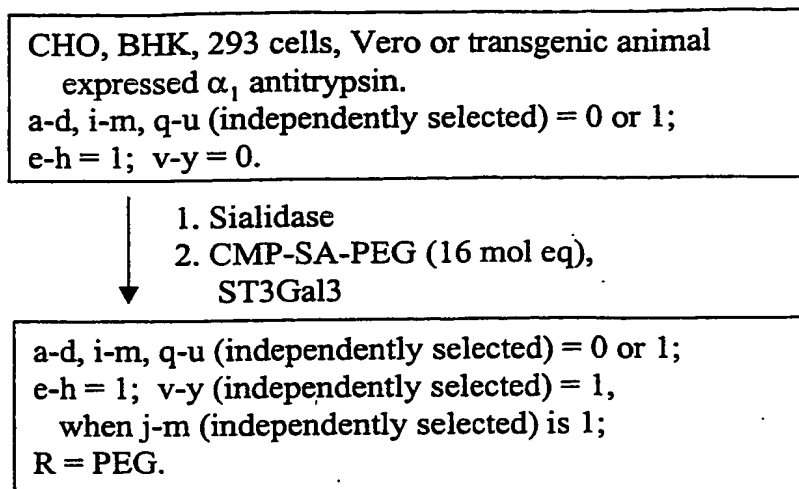 CHO, BHK, 293 cells, Vero or transgenic animal
expressed α₁ antitrypsin.
a-d, i-m, q-u (independently selected) = 0 or 1;
e-h = 1; v-y = 0.
1. Sialidase
2. CMP-SA-PEG (16 mol eq),
ST3Gal3
a-d, i-m, q-u (independently selected) = 0 or 1;
e-h = 1; v-y (independently selected) = 1,
when j-m (independently selected) is 1;
R = PEG.